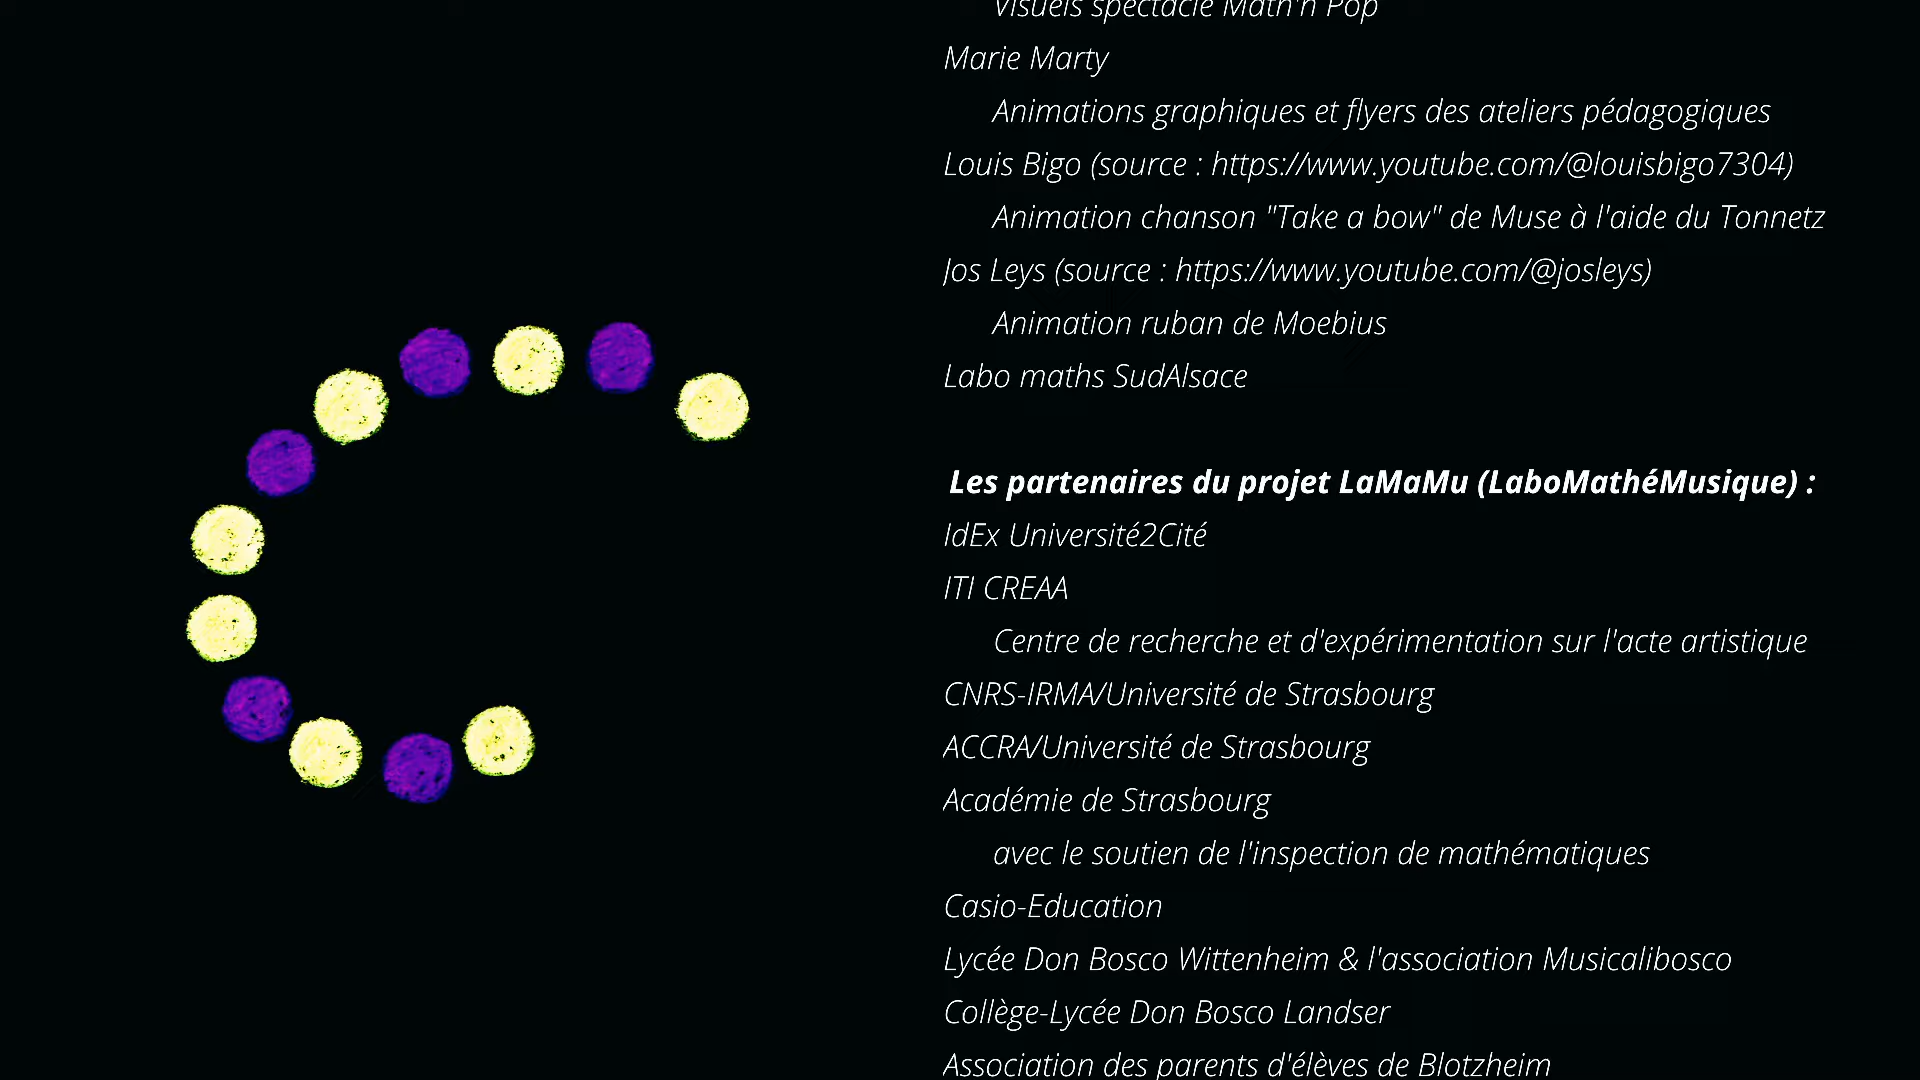 Visuels spectacle Math'n Pop
Marie Marty
Animations graphiques et flyers des ateliers pédagogiques
Louis Bigo (source : https://www.youtube.com/@louisbigo7304)
Animation chanson "Take a bow" de Muse à l'aide du Tonnetz
Jos Leys (source : https://www.youtube.com/@josleys)
Animation ruban de Moebius
Labo maths SudAlsace
Les partenaires du projet LaMaMu (LaboMathéMusique) :
IdEx Université2Cité
ITI CREAA
Centre de recherche et d'expérimentation sur l'acte artistique
CNRS-IRMA/Université de Strasbourg
ACCRA/Université de Strasbourg
Académie de Strasbourg
avec le soutien de l'inspection de mathématiques
Casio-Education
Lycée Don Bosco Wittenheim & l'association Musicalibosco
Collège-Lycée Don Bosco Landser
Association des parents d'élèves de Blotzheim